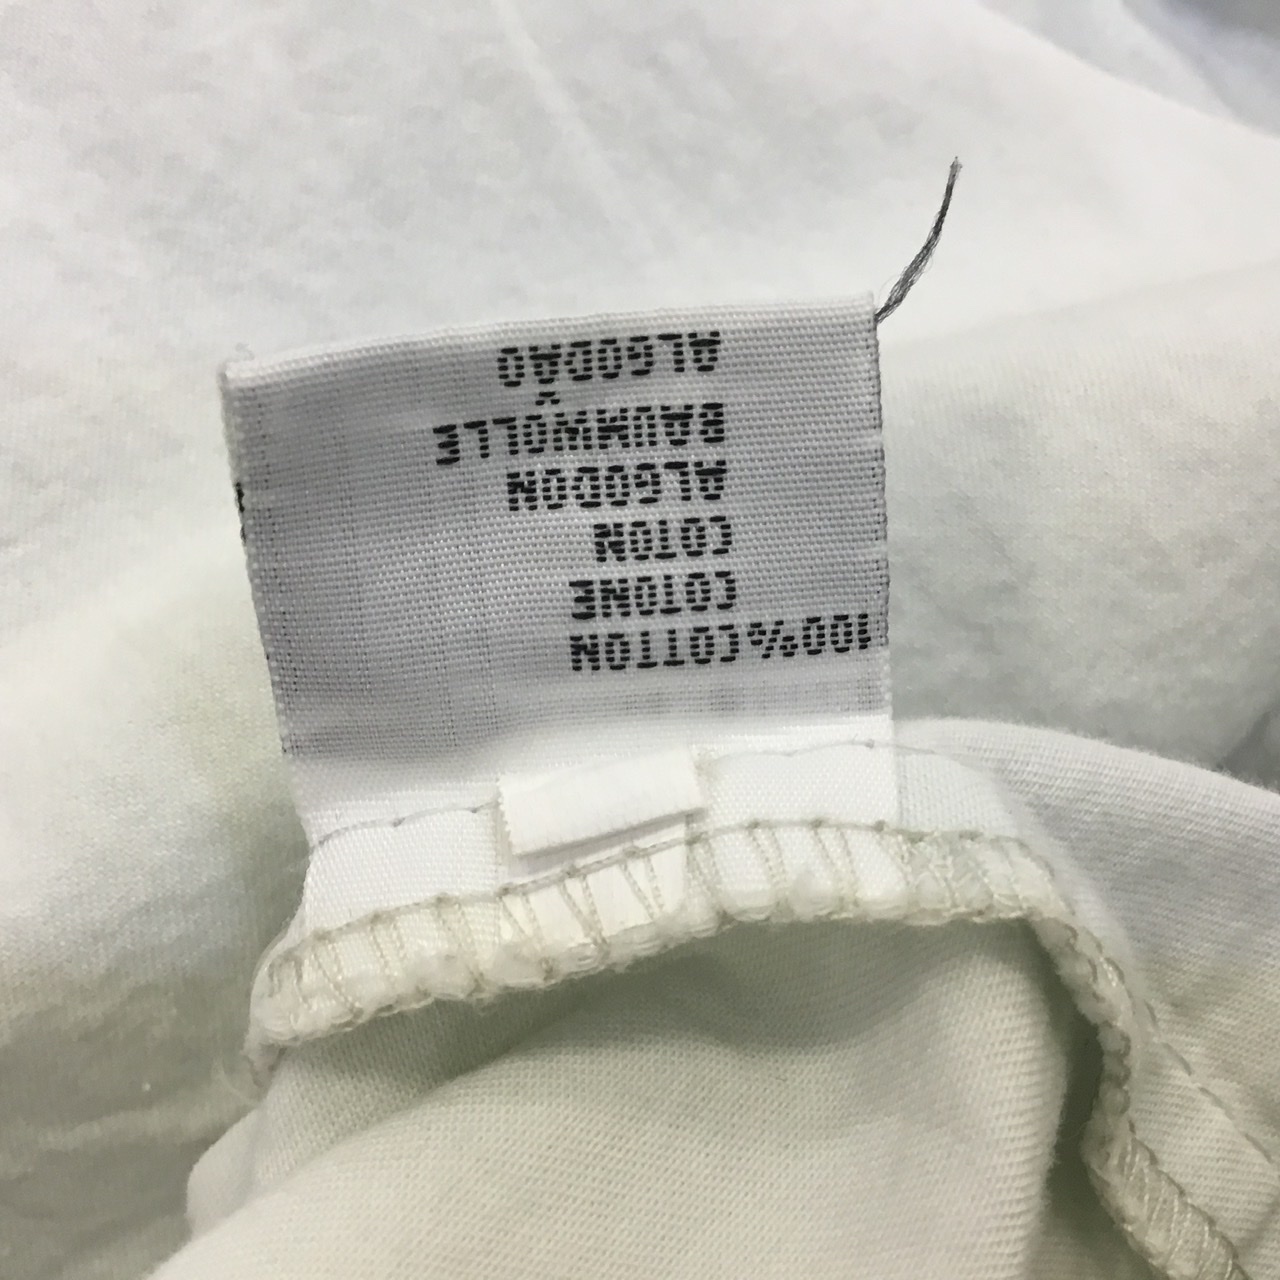 100%COTTON
COTONE
COTON
ALGODON
BAUMWOLLE
ALGODÃO